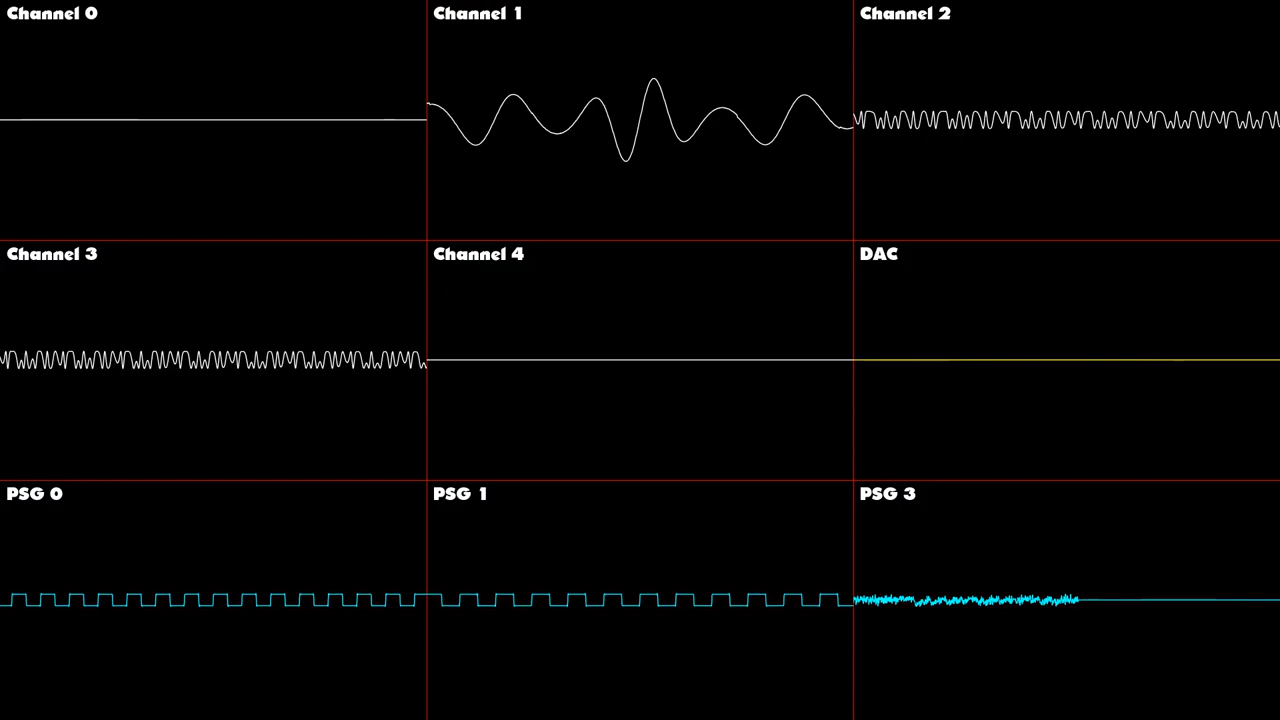 Channel 0
Channel 1
Channel 2
Channel 3
Channel 4
DAC
PSG 0
PSG 1
PSG 3